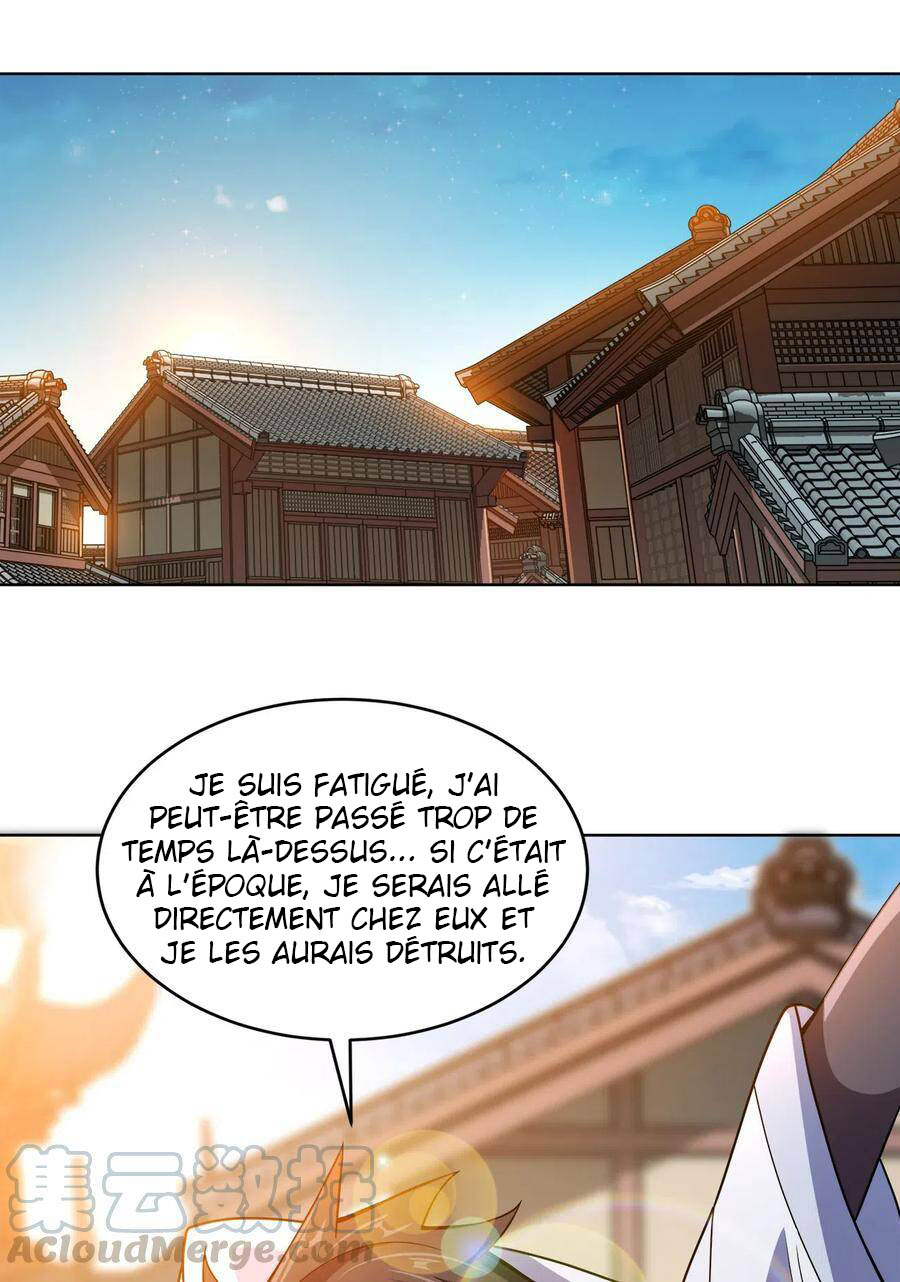 JE SUIS FATIGUÉ, J'AI
PEUT-ÊTRE PASSÉ TROP DE
TEMPS LÀ-DESSUS... SI C'ÉTAIT
À L'ÉPOQUE, JE SERAIS ALLÉ
DIRECTEMENT CHEZ EUX ET
JE LES AURAIS DÉTRUITS.
集云数据
ACloudMerge.com